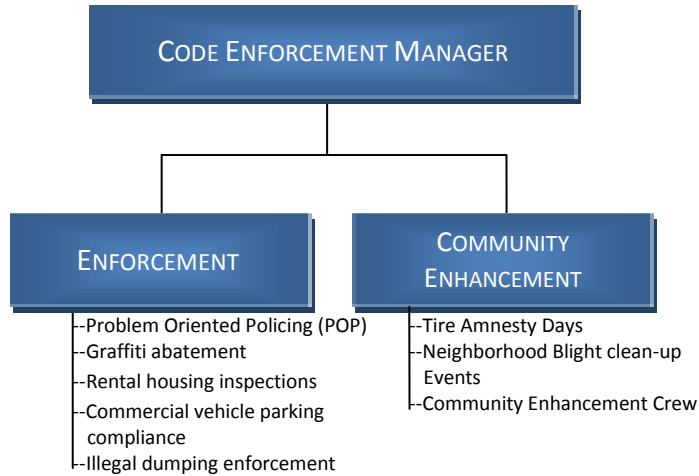 CODE ENFORCEMENT MANAGER
ENFORCEMENT
--Problem Oriented Policing (POP)
--Graffiti abatement
--Rental housing inspections
--Commercial vehicle parking
compliance
--Illegal dumping enforcement
COMMUNITY
ENHANCEMENT
--Tire Amnesty Days
--Neighborhood Blight clean-up
Events
--Community Enhancement Crew